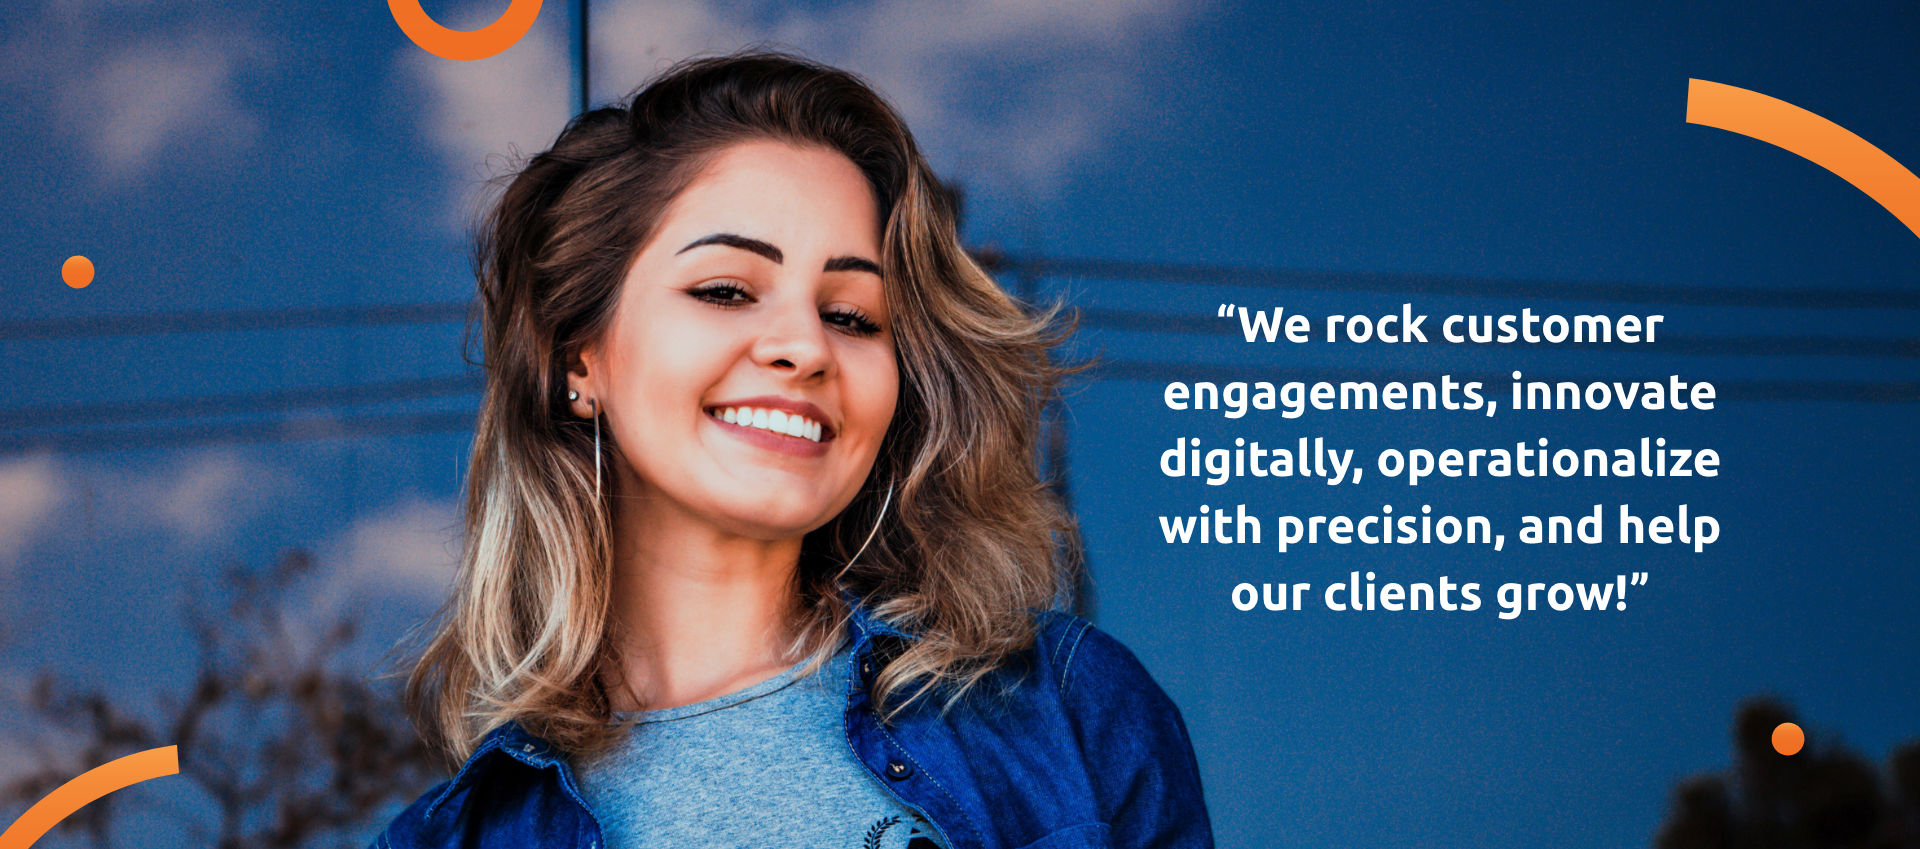 “We rock customer
engagements, innovate
digitally, operationalize
with precision, and help
our clients grow!”